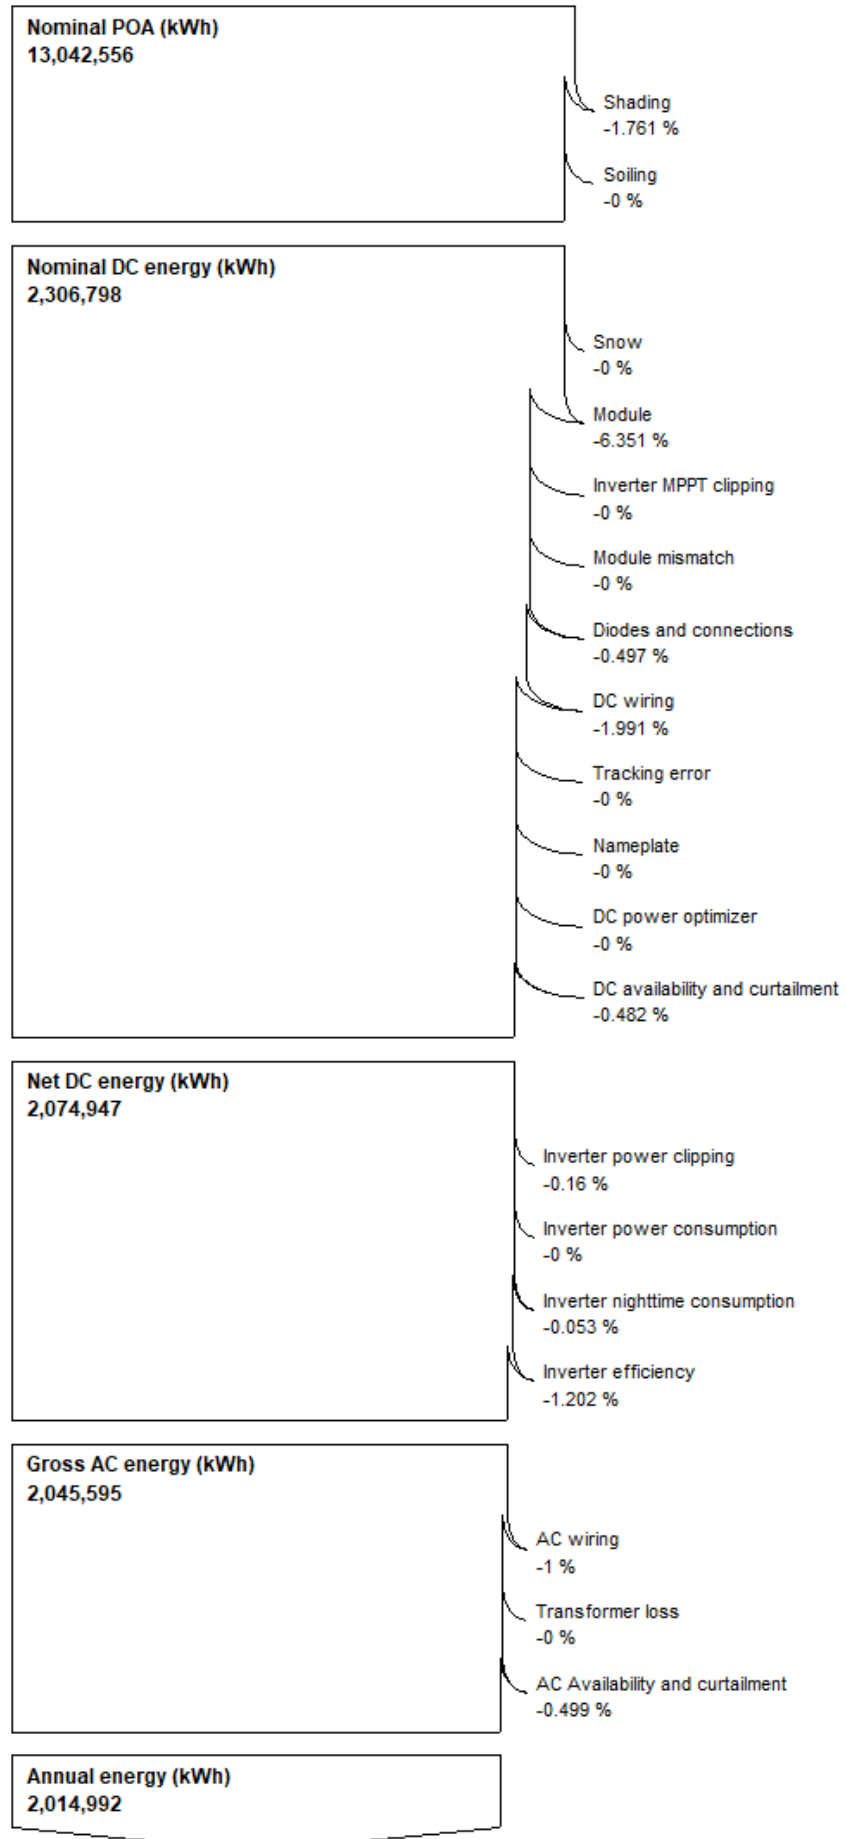 Nominal POA (kWh)
13,042,556
Shading
-1.761 %
Soiling
-0 %
Nominal DC energy (kWh)
2,306,798
Snow
-0 %
Module
-6.351 %
Inverter MPPT clipping
-0 %
Module mismatch
-0 %
Diodes and connections
-0.497 %
DC wiring
-1.991 %
Tracking error
-0 %
Nameplate
-0 %
DC power optimizer
-0 %
DC availability and curtailment
-0.482 %
Net DC energy (kWh)
2,074,947
Inverter power clipping
-0.16 %
Inverter power consumption
-0 %
Inverter nighttime consumption
-0.053 %
Inverter efficiency
-1.202 %
Gross AC energy (kWh)
2,045,595
AC wiring
-1 %
Transformer loss
-0 %
AC Availability and curtailment
-0.499 %
Annual energy (kWh)
2,014,992